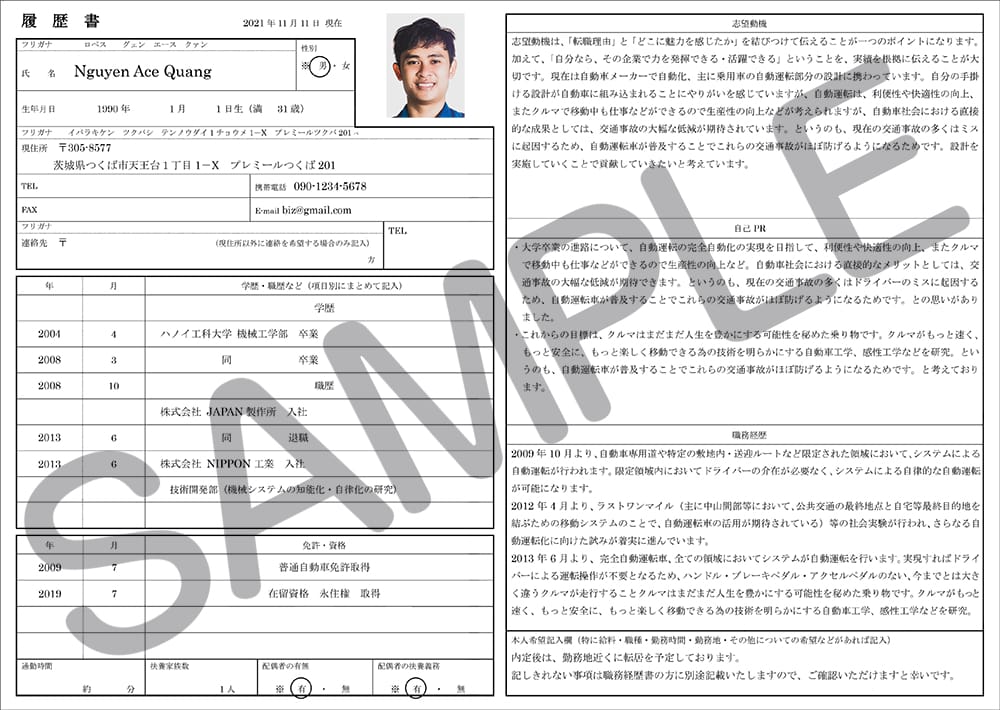 履 歴 書
2021年11月11日 現在
フリガナ ロペス グェン エース クァン
性別
※ 男 ・ 女
氏 名 Nguyen Ace Quang
生年月日 1990年 1月 1日生（満 31歳）
フリガナ イバラキケン ツクバシ テンノウダイ1チョウメ1−X プレミールツクバ201
現住所 〒305-8577
茨城県つくば市天王台1丁目1−X プレミールつくば201
TEL
携帯電話 090-1234-5678
FAX
E-mail biz@gmail.com
フリガナ
TEL
連絡先 〒
（現住所以外に連絡を希望する場合のみ記入）
方
年 月 学歴・職歴など（項目別にまとめて記入）
学歴
2004 4 ハノイ工科大学 機械工学部 卒業
2008 3 同 卒業
2008 10 職歴
株式会社 JAPAN製作所 入社
2013 6 同 退職
2013 6 株式会社 NIPPON工業 入社
技術開発部（機械システムの知能化・自律化の研究）
年 月 免許・資格
2009 7 普通自動車免許取得
2019 7 在留資格 永住権 取得
通勤時間
約 分
扶養家族数
1人
配偶者の有無
※ 有 ・ 無
配偶者の扶養義務
※ 有 ・ 無
志望動機
志望動機は、「転職理由」と「どこに魅力を感じたか」を結びつけて伝えることが一つのポイントになります。
加えて、「自分なら、その企業で力を発揮できる・活躍できる」ということを、実績を根拠に伝えることが大
切です。現在は自動車メーカーで自動化、主に乗用車の自動運転部分の設計に携わっています。自分の手掛
ける設計が自動車に組み込まれることにやりがいを感じていますが、自動運転は、利便性や快適性の向上、
またクルマで移動中も仕事などができるので生産性の向上などが考えられますが、自動車社会における直接
的な成果としては、交通事故の大幅な低減が期待されています。というのも、現在の交通事故の多くはミス
に起因するため、自動運転車が普及することでこれらの交通事故がほぼ防げるようになるためです。設計を
実施していくことで貢献していきたいと考えています。
自己 PR
・大学卒業の進路について、自動運転の完全自動化の実現を目指して、利便性や快適性の向上、またクルマ
で移動中も仕事などができるので生産性の向上など。自動車社会における直接的なメリットとしては、交
通事故の大幅な低減が期待できます。というのも、現在の交通事故の多くはドライバーのミスに起因する
ため、自動運転車が普及することでこれらの交通事故がほぼ防げるようになるためです。との思いがあり
ました。
・これからの目標は、クルマはまだまだ人生を豊かにする可能性を秘めた乗り物です。クルマがもっと速く、
もっと安全に、もっと楽しく移動できる為の技術を明らかにする自動車工学、感性工学などを研究。とい
うのも、自動運転車が普及することでこれらの交通事故がほぼ防げるようになるためです。と考えており
ます。
職務経歴
2009年10月より、自動車専用道や特定の敷地内・送迎ルートなど限定された領域において、システムによる
自動運転が行われます。限定領域内においてドライバーの介在が必要なく、システムによる自律的な自動運転
が可能になります。
2012年4月より、ラストワンマイル（主に中山間部等において、公共交通の最終地点と自宅等最終目的地を
結ぶための移動システムのことで、自動運転車の活用が期待されている）等の社会実験が行われ、さらなる自
動運転化に向けた試みが着実に進んでいます。
2013年6月より、完全自動運転車、全ての領域においてシステムが自動運転を行います。実現すればドライ
バーによる運転操作が不要となるため、ハンドル・ブレーキペダル・アクセルペダルのない、今までとは大き
く違うクルマが走行することクルマはまだまだ人生を豊かにする可能性を秘めた乗り物です。クルマがもっと
速く、もっと安全に、もっと楽しく移動できる為の技術を明らかにする自動車工学、感性工学などを研究。
本人希望記入欄（特に給料・職種・勤務時間・勤務地・その他についての希望などがあれば記入）
内定後は、勤務地近くに転居を予定しております。
記しきれない事項は職務経歴書の方に別途記載いたしますので、ご確認いただけますと幸いです。
SAMPLE